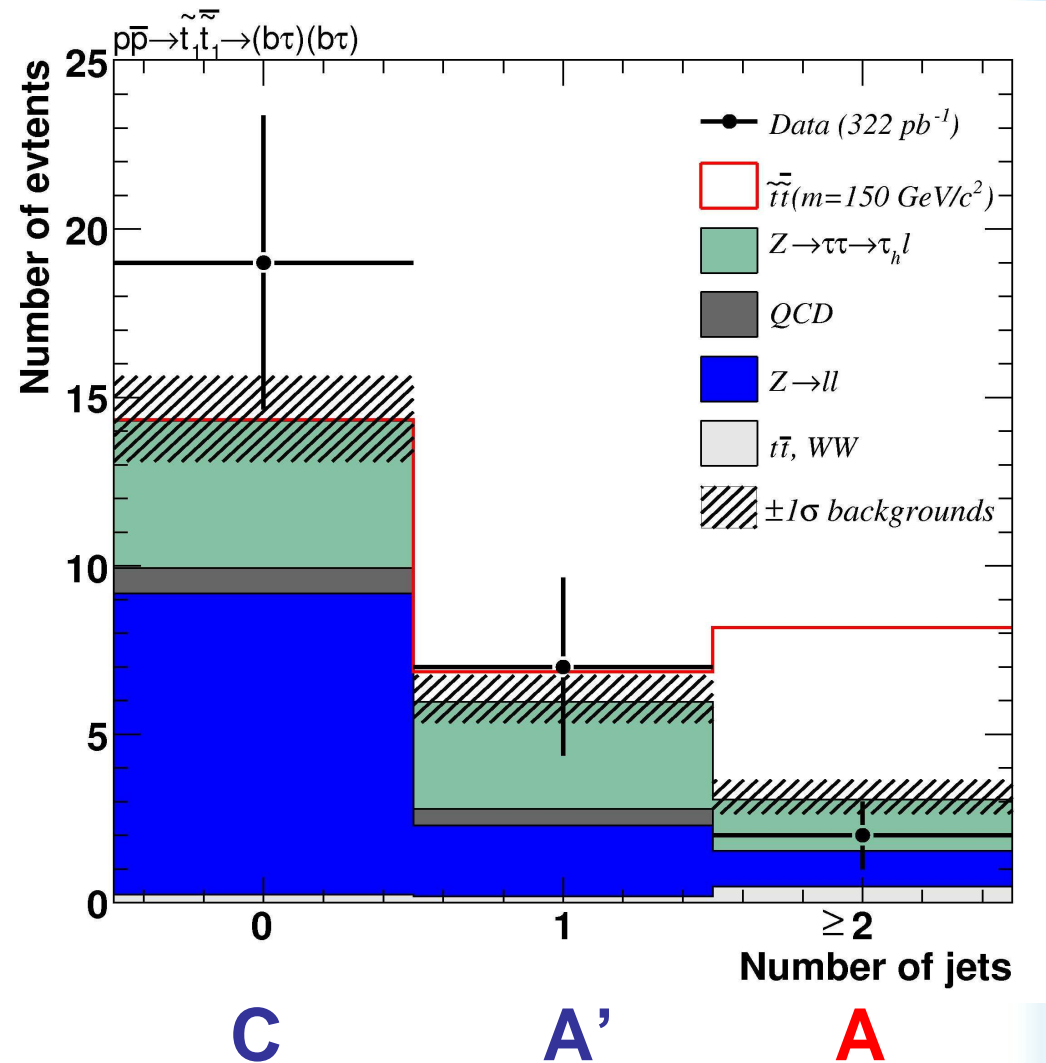 pp̅→t̃₁t̃̅₁→(bτ)(bτ)
Number of evtents
25
20
15
10
5
0
Data (322 pb⁻¹)
t̃t̃̅(m=150 GeV/c²)
Z→ττ→τₕl
QCD
Z→ll
tt̅, WW
±1σ backgrounds
0 1 ≥2
Number of jets
C A’ A